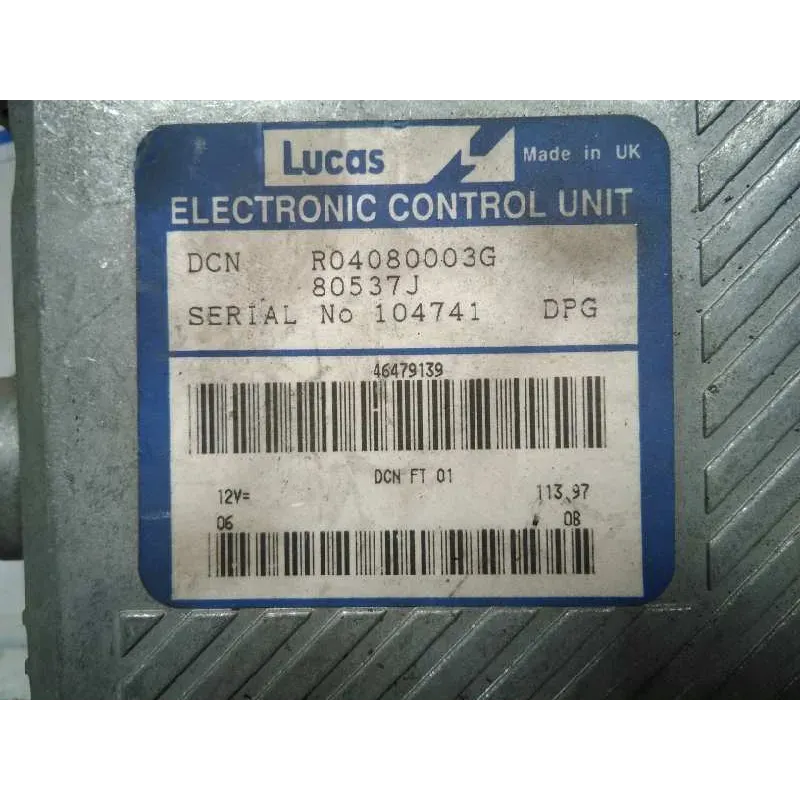 Lucas Made in UK
ELECTRONIC CONTROL UNIT
DCN R04080003G
80537J
SERIAL No 104741 DPG
46479139
DCN FT 01
12V= 113.97
06 08